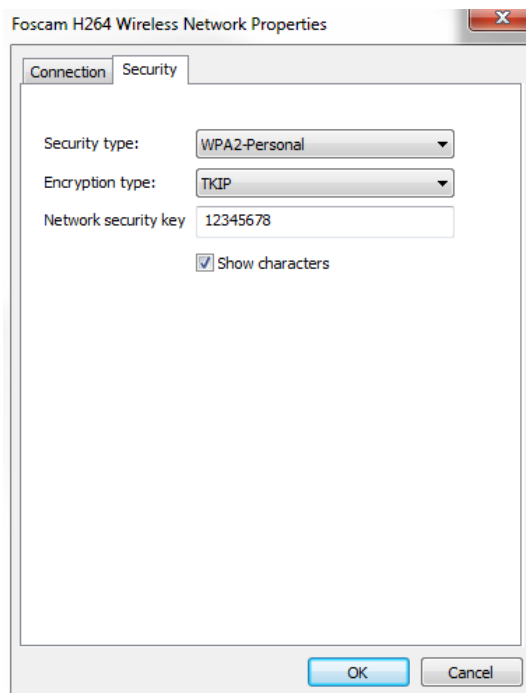 Foscam H264 Wireless Network Properties
Connection
Security
Security type:
WPA2-Personal
Encryption type:
TKIP
Network security key
12345678
Show characters
OK
Cancel